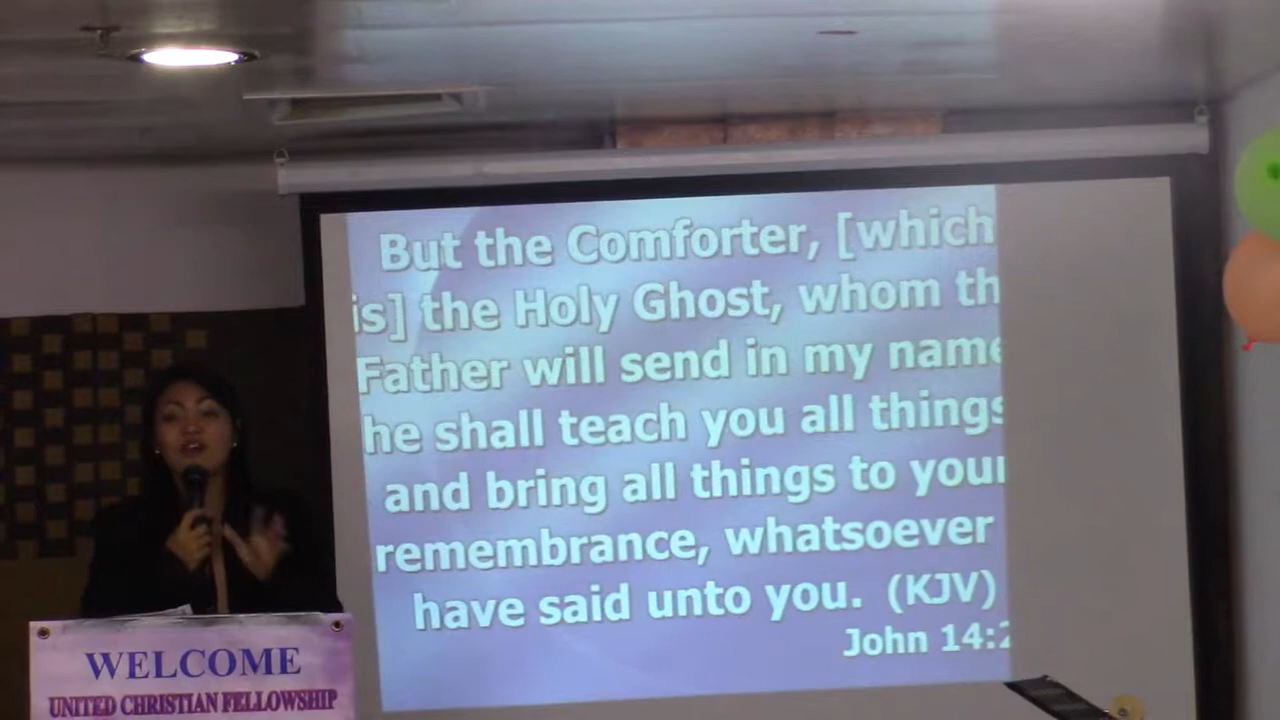 But the Comforter, [which
is] the Holy Ghost, whom th
Father will send in my name
he shall teach you all things
and bring all things to your
remembrance, whatsoever
have said unto you. (KJV)
John 14:2
WELCOME
UNITED CHRISTIAN FELLOWSHIP